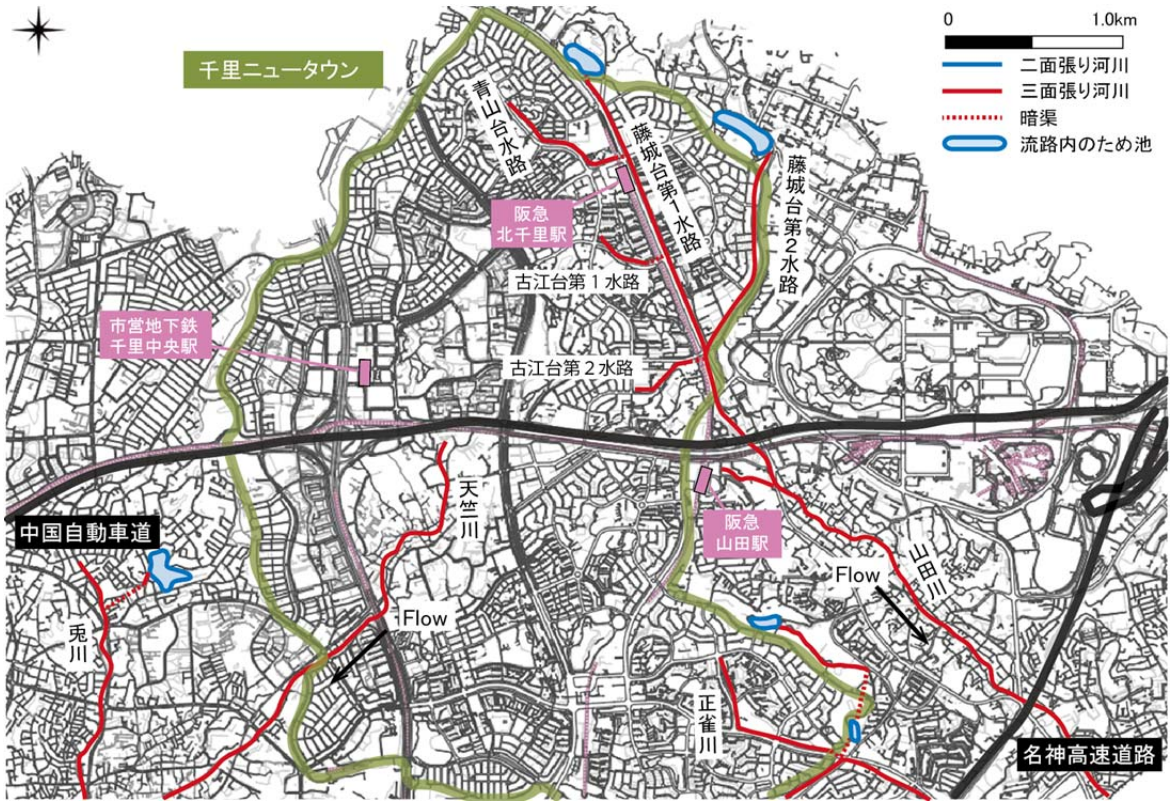 0 1.0km
二面張り河川
三面張り河川
暗渠
流路内のため池
千里ニュータウン
青山台水路
藤城台第1水路
藤城台第2水路
阪急
北千里駅
古江台第1水路
市営地下鉄
千里中央駅
古江台第2水路
天竺川
中国自動車道
阪急
山田駅
山田川
Flow
Flow
兎川
正雀川
名神高速道路